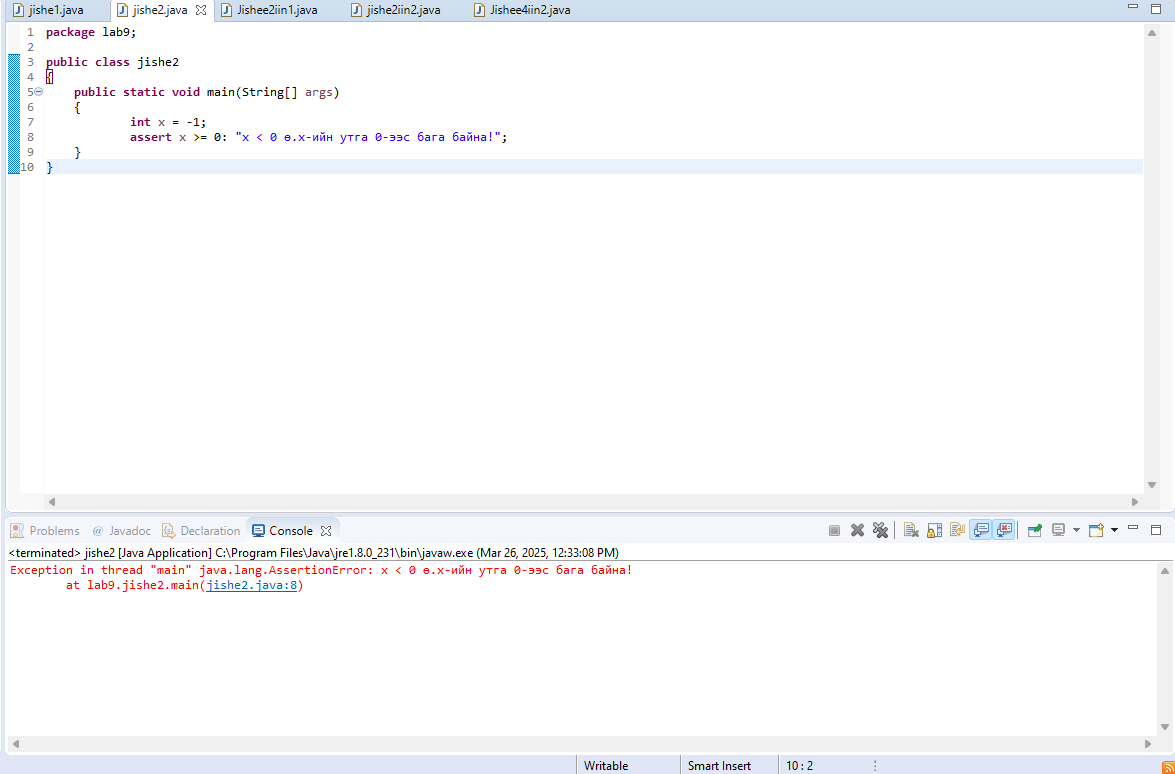 jishe1.java jishe2.java Jishee2iin1.java jishe2iin2.java Jishee4iin2.java
1 package lab9;
2
3 public class jishe2
4 {
5 public static void main(String[] args)
6 {
7 int x = -1;
8 assert x >= 0: "x < 0 ө.х-ийн утга 0-ээс бага байна!";
9 }
10 }
Problems @ Javadoc Declaration Console
<terminated> jishe2 [Java Application] C:\Program Files\Java\jre1.8.0_231\bin\javaw.exe (Mar 26, 2025, 12:33:08 PM)
Exception in thread "main" java.lang.AssertionError: x < 0 ө.х-ийн утга 0-ээс бага байна!
at lab9.jishe2.main(jishe2.java:8)
Writable Smart Insert 10 : 2